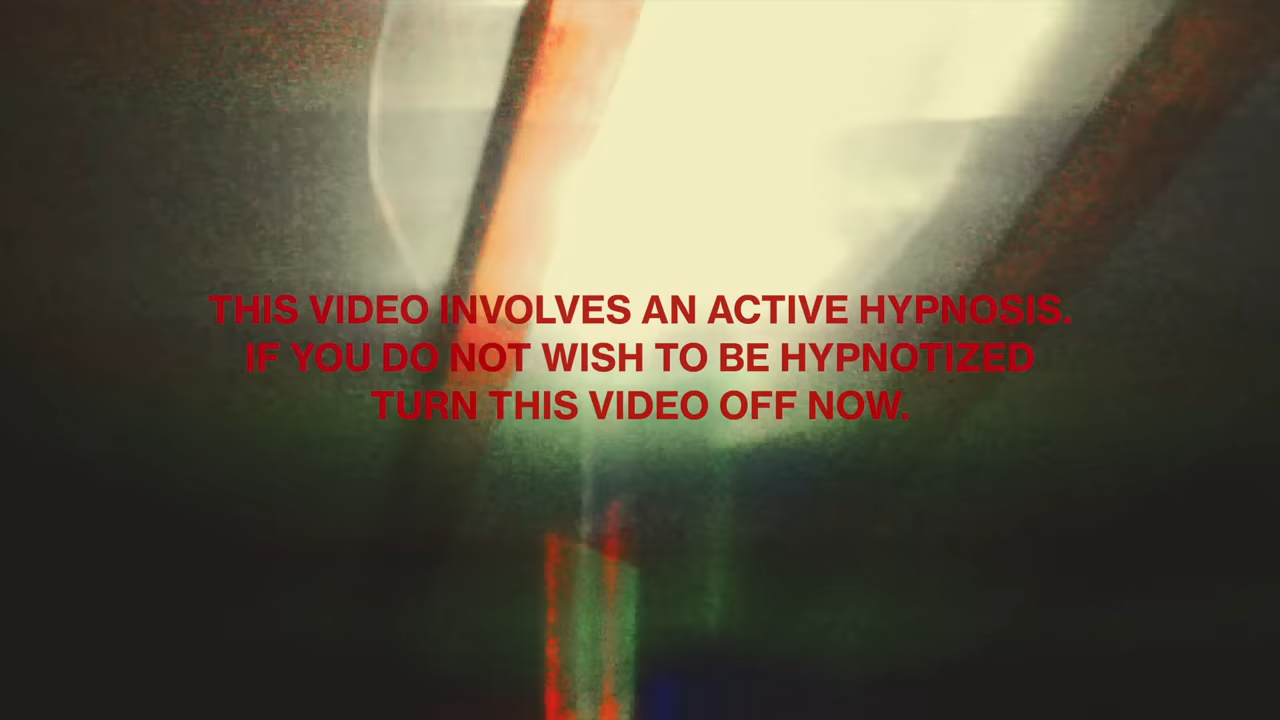 THIS VIDEO INVOLVES AN ACTIVE HYPNOSIS.
IF YOU DO NOT WISH TO BE HYPNOTIZED
TURN THIS VIDEO OFF NOW.